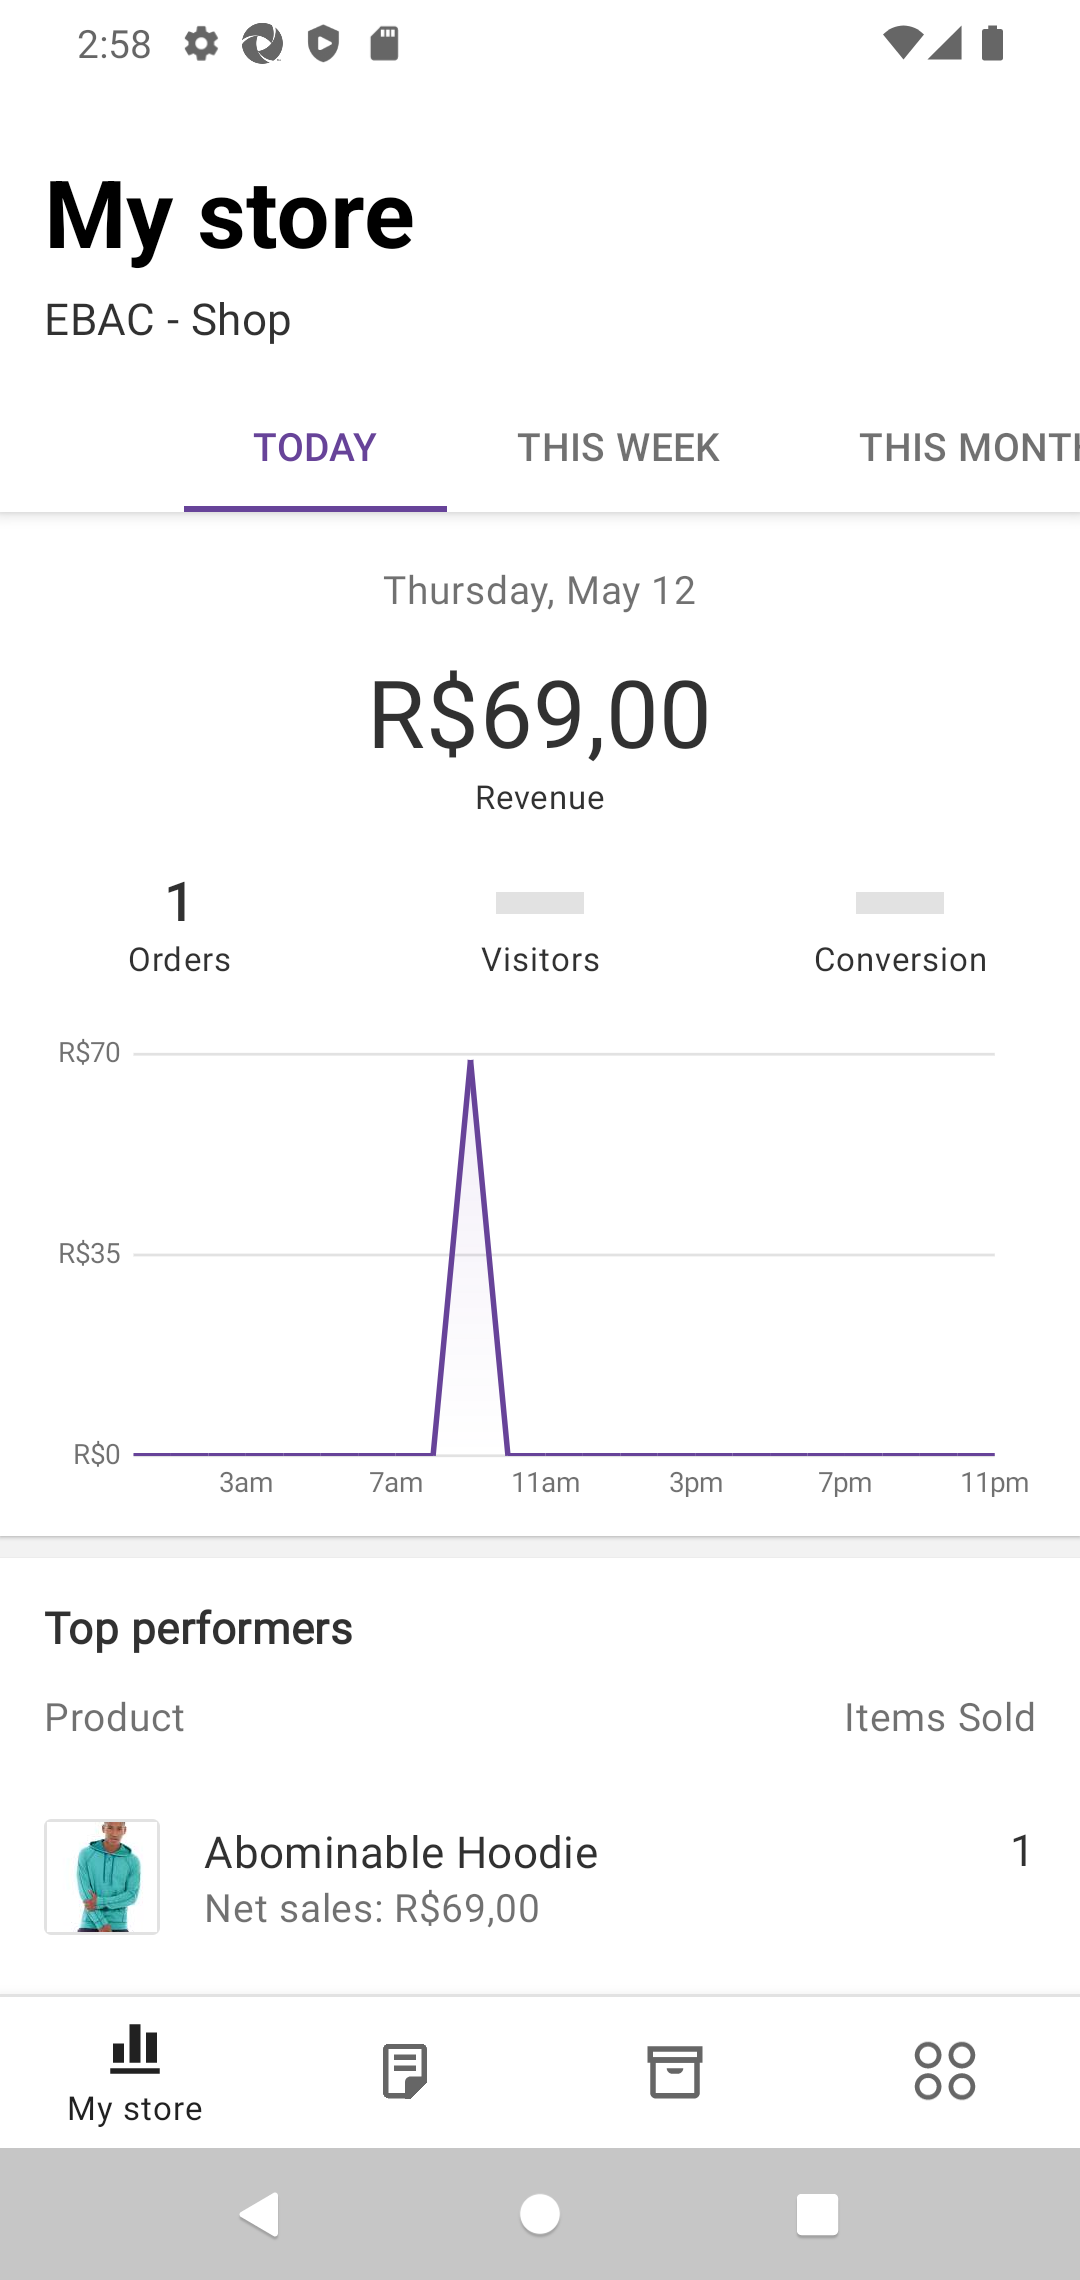 2:58
My store
EBAC - Shop
TODAY THIS WEEK THIS MONTH
Thursday, May 12
R$69,00
Revenue
1
Orders Visitors Conversion
R$70
R$35
R$0
3am 7am 11am 3pm 7pm 11pm
Top performers
Product Items Sold
Abominable Hoodie 1
Net sales: R$69,00
My store